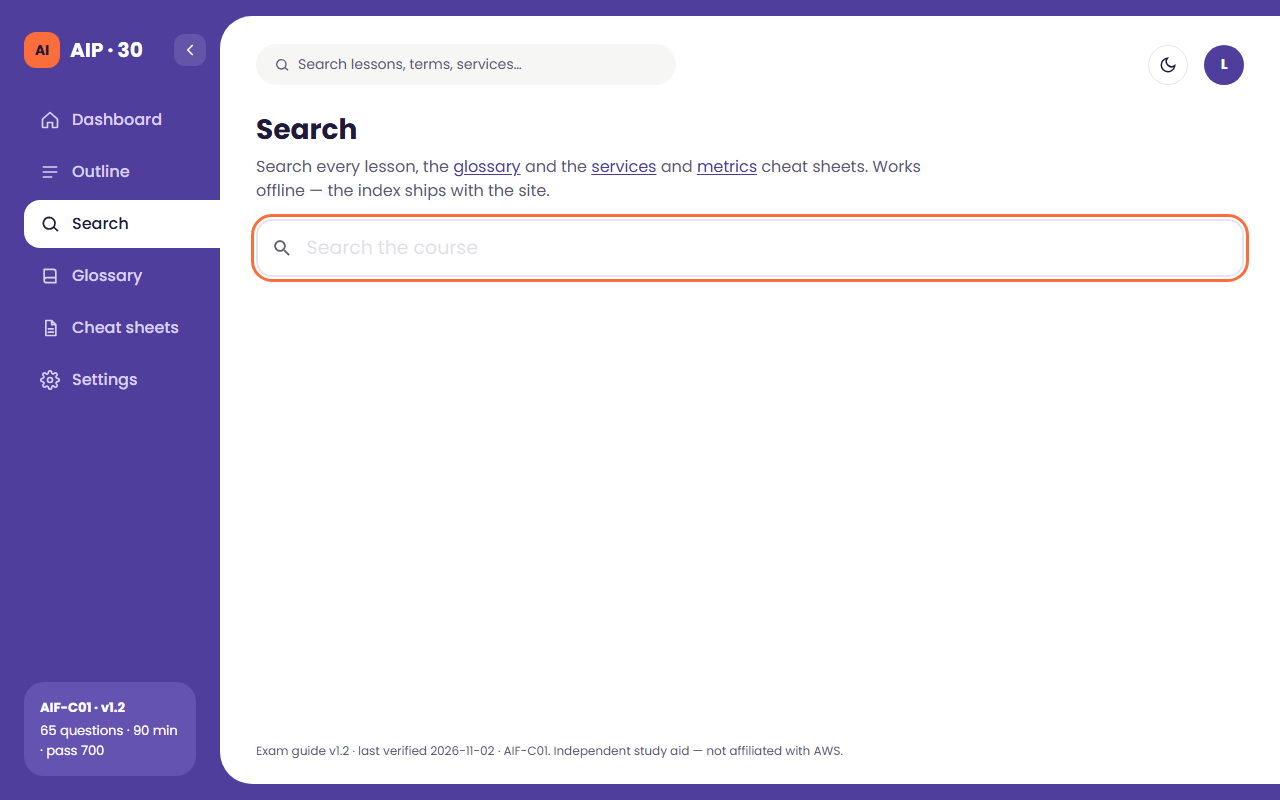 AI
AIP · 30
Dashboard
Outline
Search
Glossary
Cheat sheets
Settings
AIF-C01 · v1.2
65 questions · 90 min
· pass 700
Search lessons, terms, services…
L
Search
Search every lesson, the glossary and the services and metrics cheat sheets. Works
offline — the index ships with the site.
Search the course
Exam guide v1.2 · last verified 2026-11-02 · AIF-C01. Independent study aid — not affiliated with AWS.